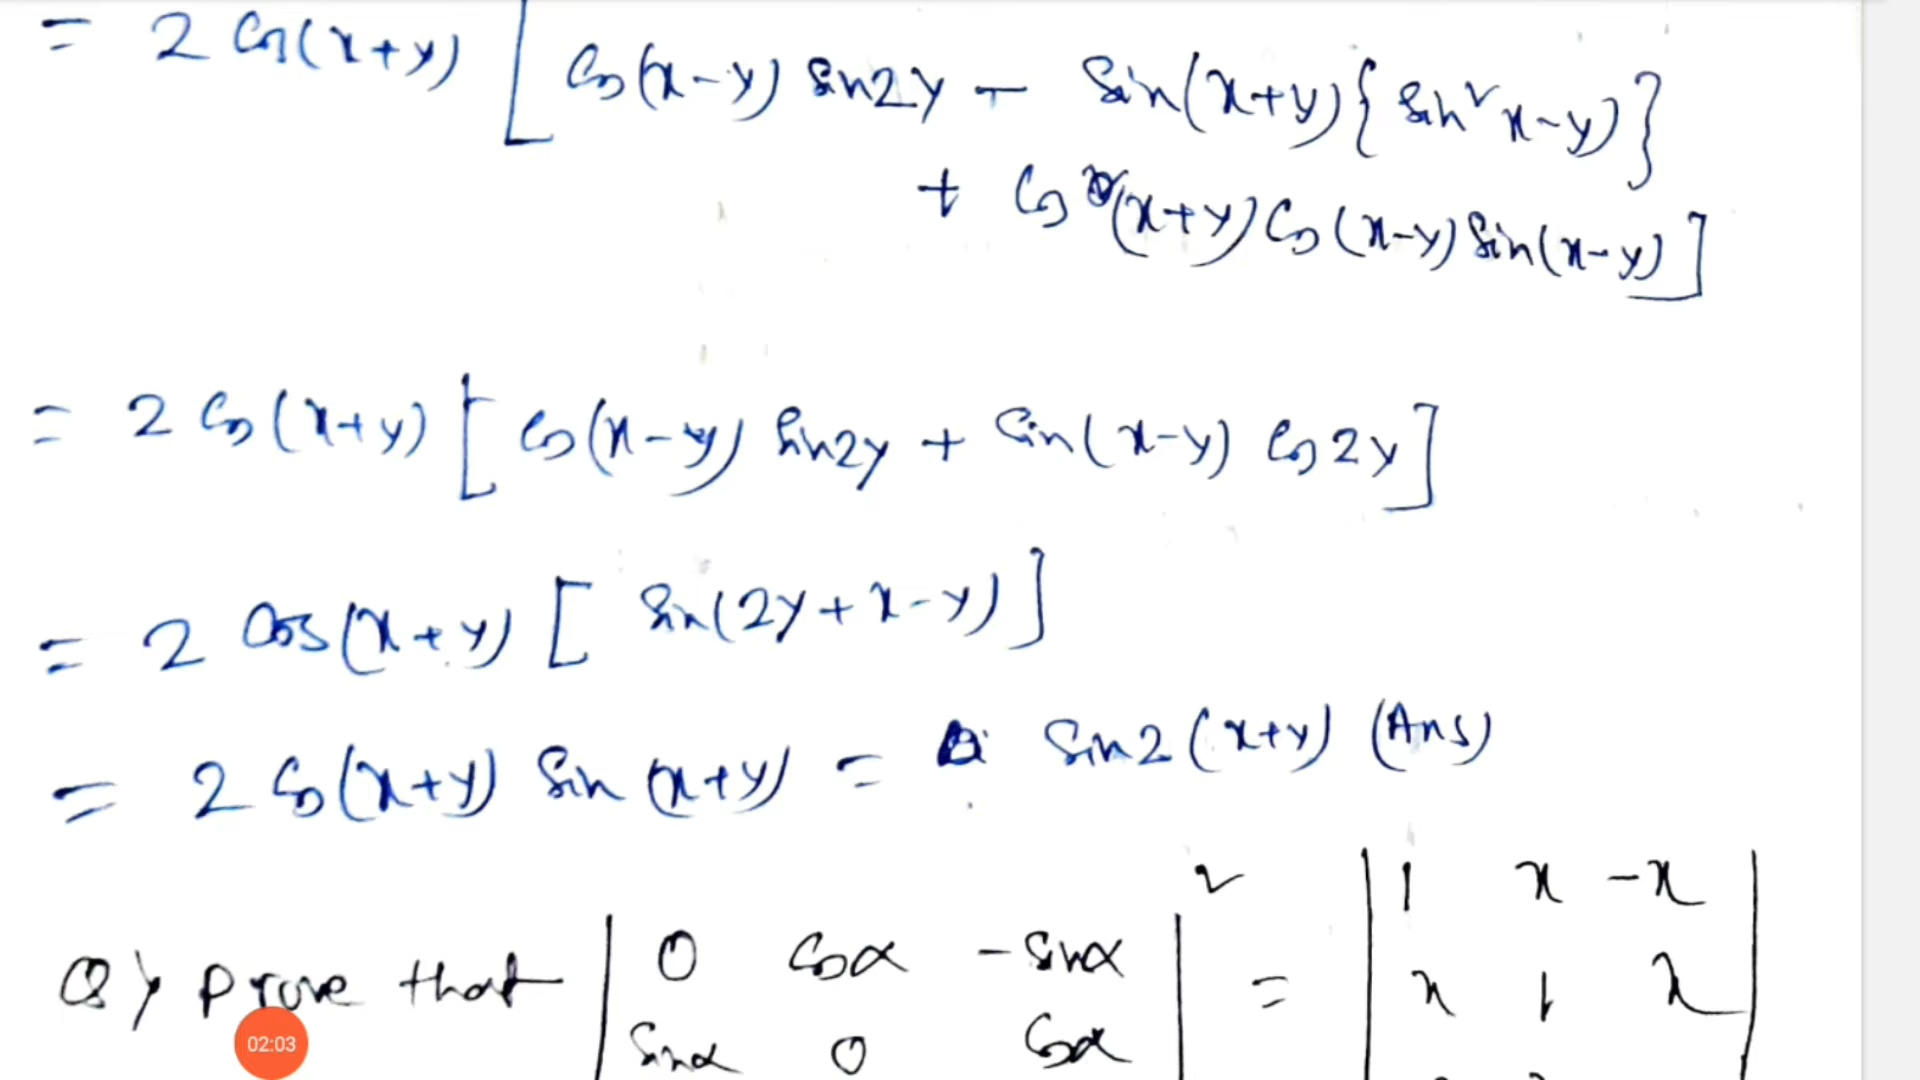 = 2 Cos(x+y) [ Cos(x-y) Sin2y - Sin(x+y){ Sin²x-y)}
+ Cos (x+y) Cos(x-y) Sin(x-y) ]
= 2 Cos(x+y) [ Cos(x-y) Sin2y + Sin(x-y) Cos2y ]
= 2 Cos(x+y) [ Sin(2y+x-y) ]
= 2 Cos(x+y) Sin(x+y) = Sin2(x+y) (Ans)
Q) Prove that | 0 Cosα -Sinα |² = | 1 x -x |
Sinα 0 Cosα x 1 x
02:03